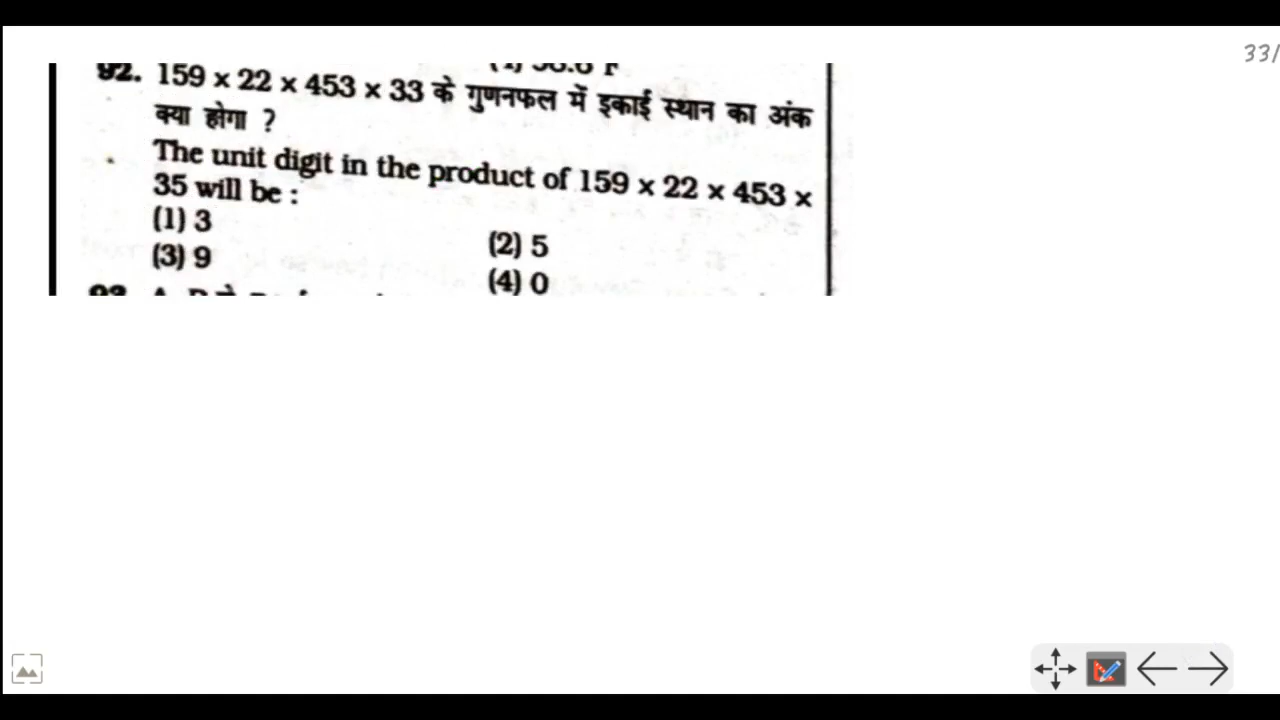 33/
92. 159 × 22 × 453 × 33 के गुणनफल में इकाई स्थान का अंक
क्या होगा ?
The unit digit in the product of 159 × 22 × 453 ×
35 will be :
(1) 3
(2) 5
(3) 9
(4) 0